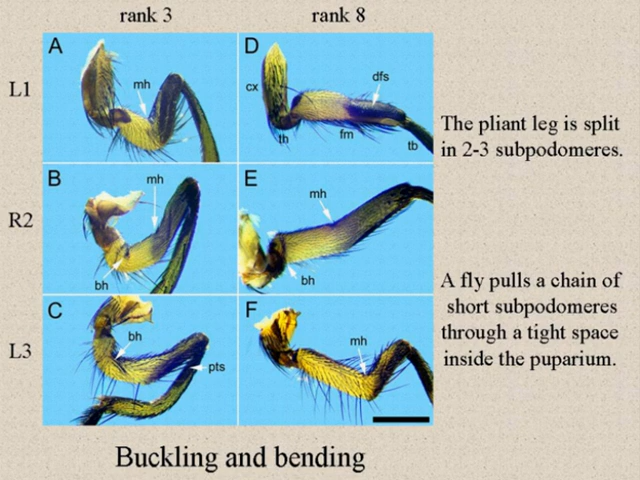 rank 3
rank 8
L1
A
mh
D
cx
dfs
th
fm
tb
The pliant leg is split
in 2-3 subpodomeres.
R2
B
mh
bh
E
mh
bh
L3
C
bh
pts
F
mh
A fly pulls a chain of
short subpodomeres
through a tight space
inside the puparium.
Buckling and bending